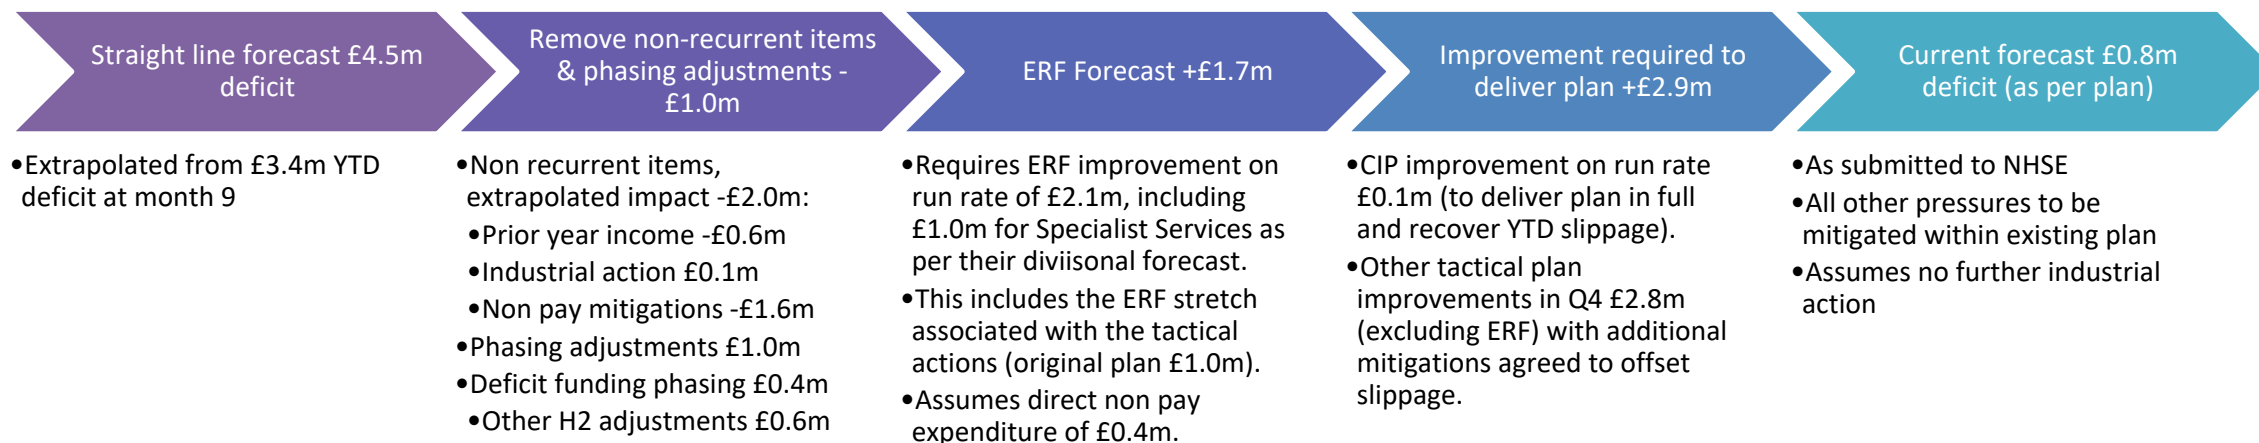 Straight line forecast £4.5m
deficit
Remove non-recurrent items
& phasing adjustments -
£1.0m
ERF Forecast +£1.7m
Improvement required to
deliver plan +£2.9m
Current forecast £0.8m
deficit (as per plan)
•Extrapolated from £3.4m YTD
deficit at month 9
•Non recurrent items,
extrapolated impact -£2.0m:
•Prior year income -£0.6m
•Industrial action £0.1m
•Non pay mitigations -£1.6m
•Phasing adjustments £1.0m
•Deficit funding phasing £0.4m
•Other H2 adjustments £0.6m
•Requires ERF improvement on
run rate of £2.1m, including
£1.0m for Specialist Services as
per their diviisonal forecast.
•This includes the ERF stretch
associated with the tactical
actions (original plan £1.0m).
•Assumes direct non pay
expenditure of £0.4m.
•CIP improvement on run rate
£0.1m (to deliver plan in full
and recover YTD slippage).
•Other tactical plan
improvements in Q4 £2.8m
(excluding ERF) with additional
mitigations agreed to offset
slippage.
•As submitted to NHSE
•All other pressures to be
mitigated within existing plan
•Assumes no further industrial
action